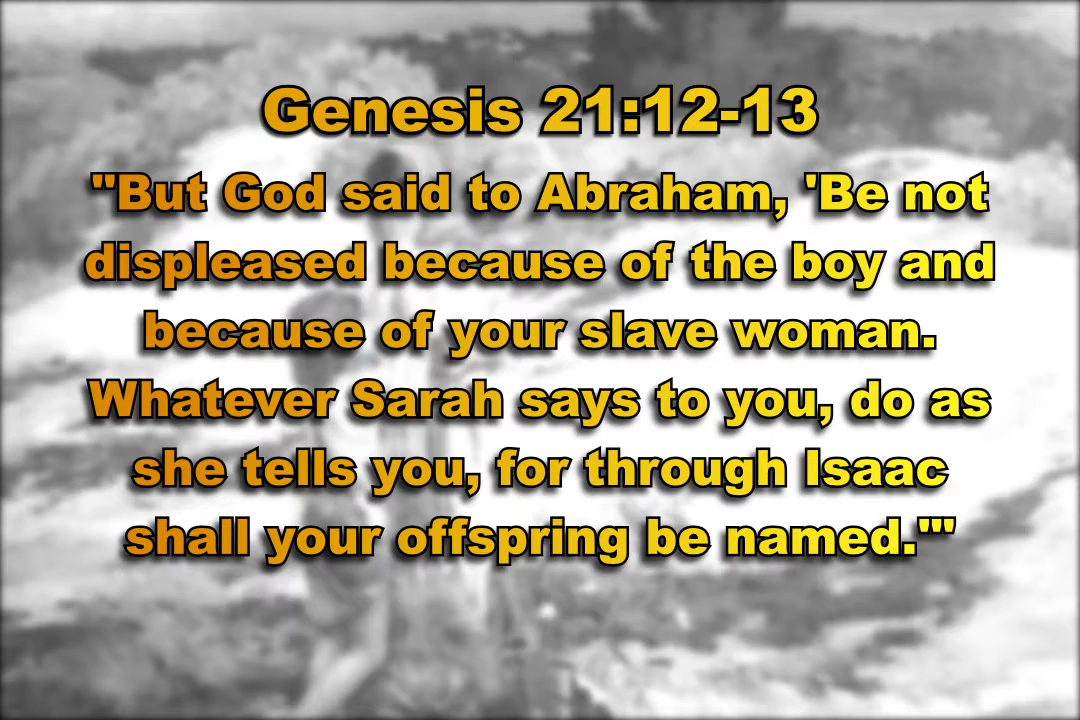 Genesis 21:12-13
"But God said to Abraham, 'Be not
displeased because of the boy and
because of your slave woman.
Whatever Sarah says to you, do as
she tells you, for through Isaac
shall your offspring be named.'"